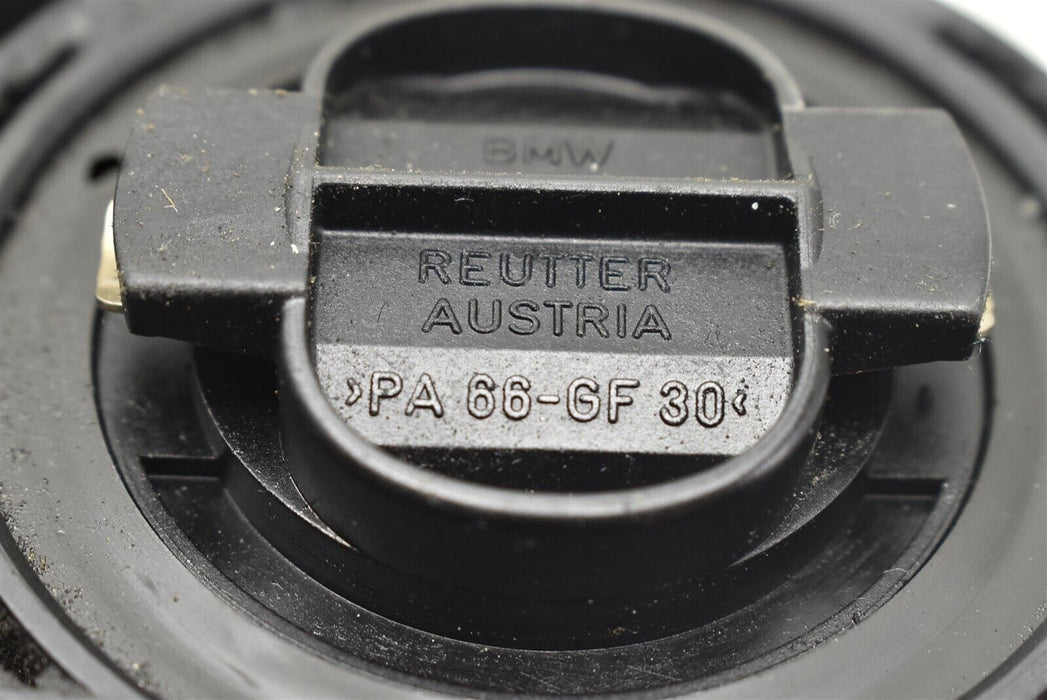 BMW
REUTTER
AUSTRIA
>PA 66-GF 30<